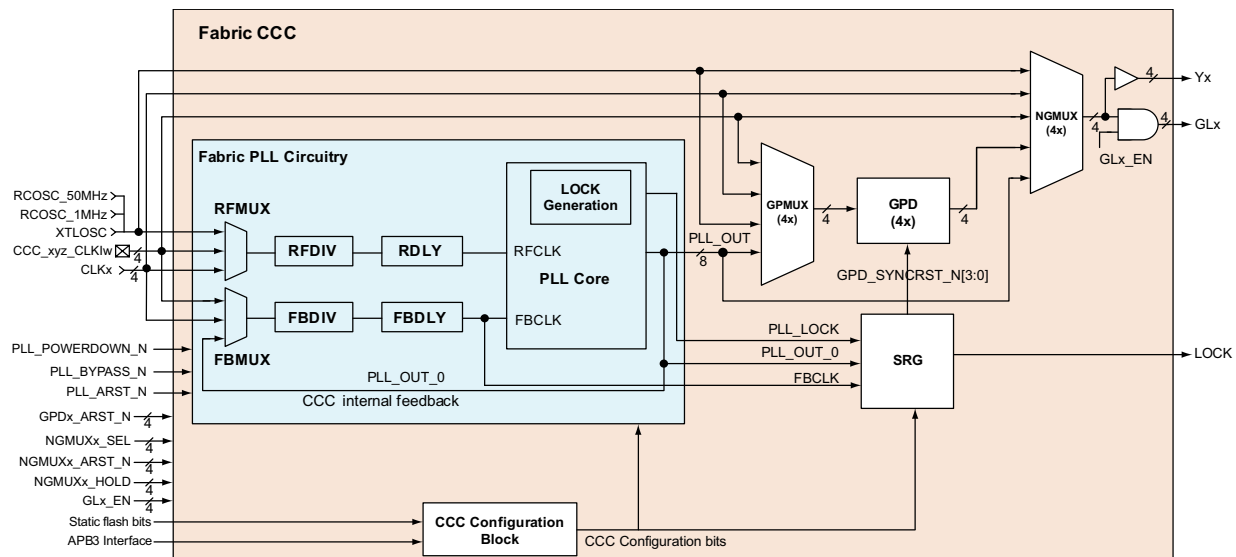 Fabric CCC
4
Yx
NGMUX
(4x)
4
4
GLx
GLx_EN
Fabric PLL Circuitry
LOCK
Generation
GPMUX
(4x)
4
GPD
(4x)
4
RCOSC_50MHz
RCOSC_1MHz
XTLOSC
CCC_xyz_CLKIw
4
CLKx
4
RFMUX
RFDIV
RDLY
RFCLK
PLL Core
PLL_OUT
8
GPD_SYNCRST_N[3:0]
FBDIV
FBDLY
FBCLK
FBMUX
PLL_POWERDOWN_N
PLL_BYPASS_N
PLL_ARST_N
PLL_OUT_0
CCC internal feedback
PLL_LOCK
PLL_OUT_0
FBCLK
SRG
LOCK
GPDx_ARST_N
4
NGMUXx_SEL
4
NGMUXx_ARST_N
4
NGMUXx_HOLD
4
GLx_EN
4
Static flash bits
APB3 Interface
CCC Configuration
Block
CCC Configuration bits